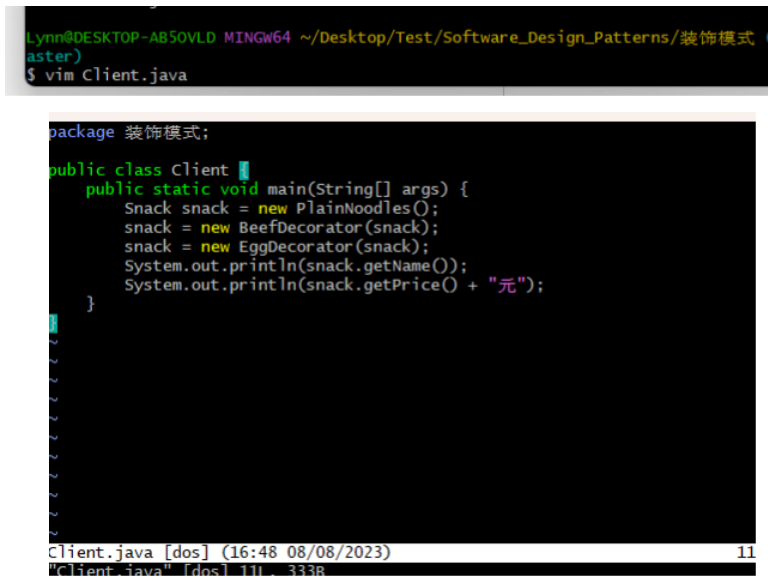 Lynn@DESKTOP-AB5OVLD MINGW64 ~/Desktop/Test/Software_Design_Patterns/装饰模式 (
aster)
$ vim Client.java
package 装饰模式;
public class Client {
public static void main(String[] args) {
Snack snack = new PlainNoodles();
snack = new BeefDecorator(snack);
snack = new EggDecorator(snack);
System.out.println(snack.getName());
System.out.println(snack.getPrice() + "元");
}
}
~
~
~
~
~
~
~
~
~
~
~
Client.java [dos] (16:48 08/08/2023) 11
"Client.java" [dos] 11L, 333B